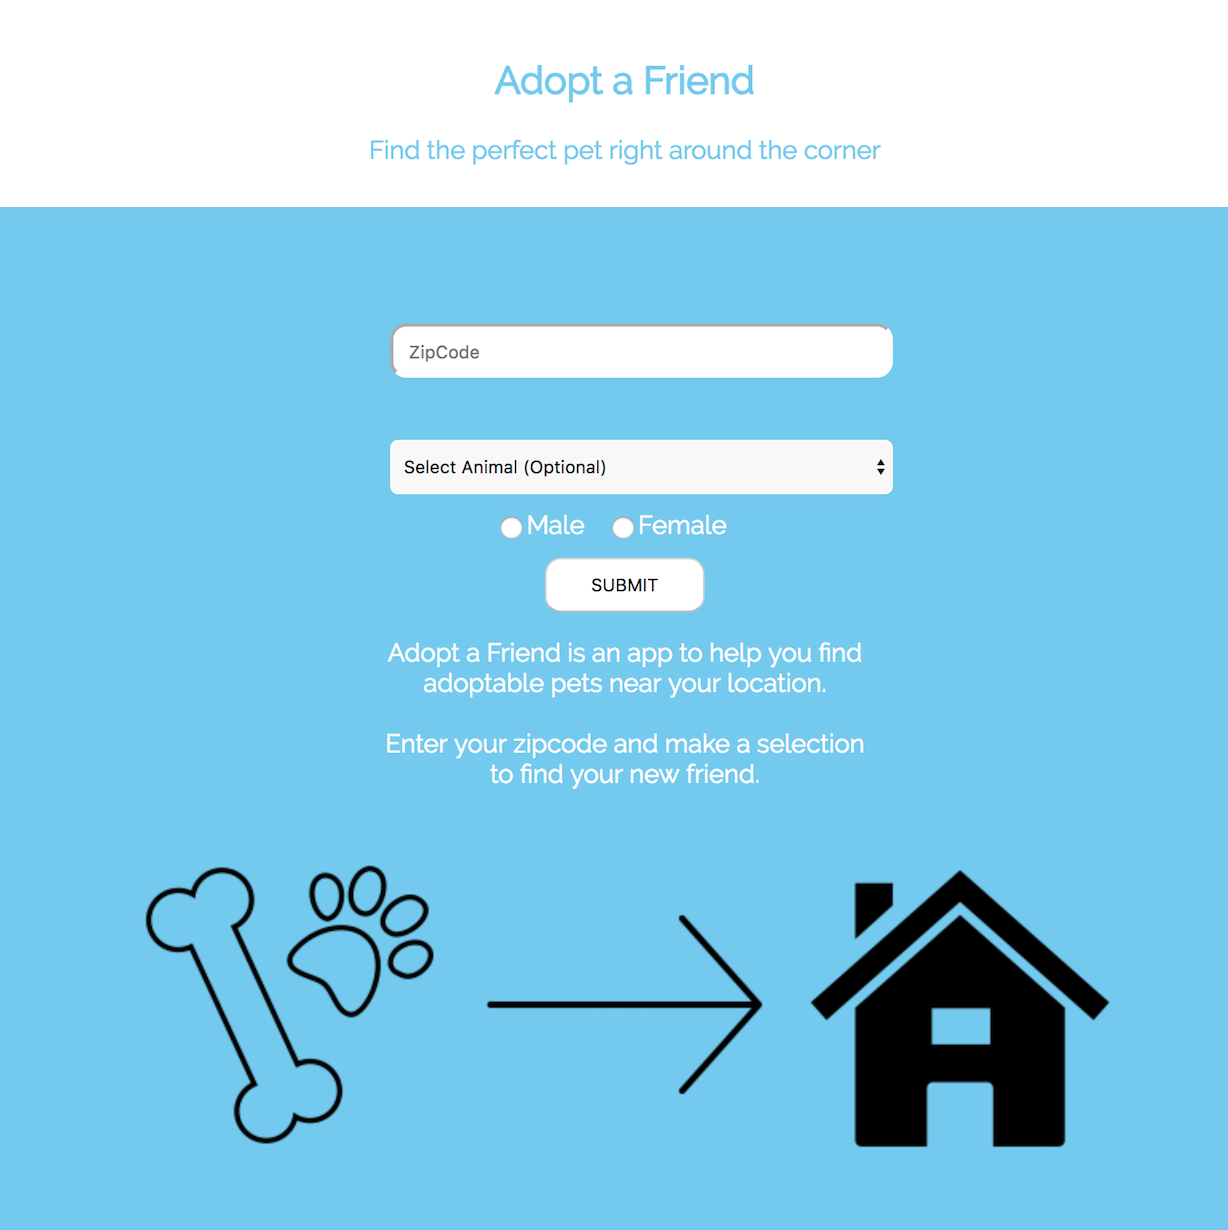 Adopt a Friend
Find the perfect pet right around the corner
ZipCode
Select Animal (Optional)
Male Female
SUBMIT
Adopt a Friend is an app to help you find
adoptable pets near your location.
Enter your zipcode and make a selection
to find your new friend.